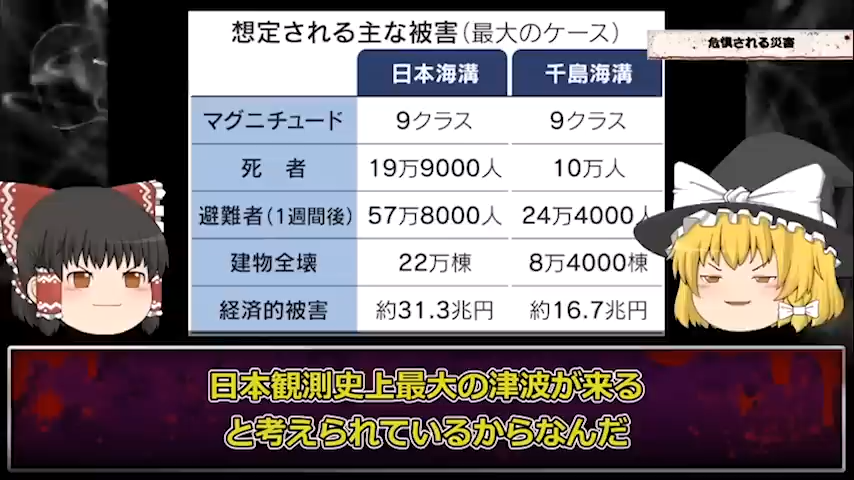 想定される主な被害(最大のケース)
危惧される災害
日本海溝 千島海溝
マグニチュード 9クラス 9クラス
死者 19万9000人 10万人
避難者(1週間後) 57万8000人 24万4000人
建物全壊 22万棟 8万4000棟
経済的被害 約31.3兆円 約16.7兆円
日本観測史上最大の津波が来る
と考えられているからなんだ